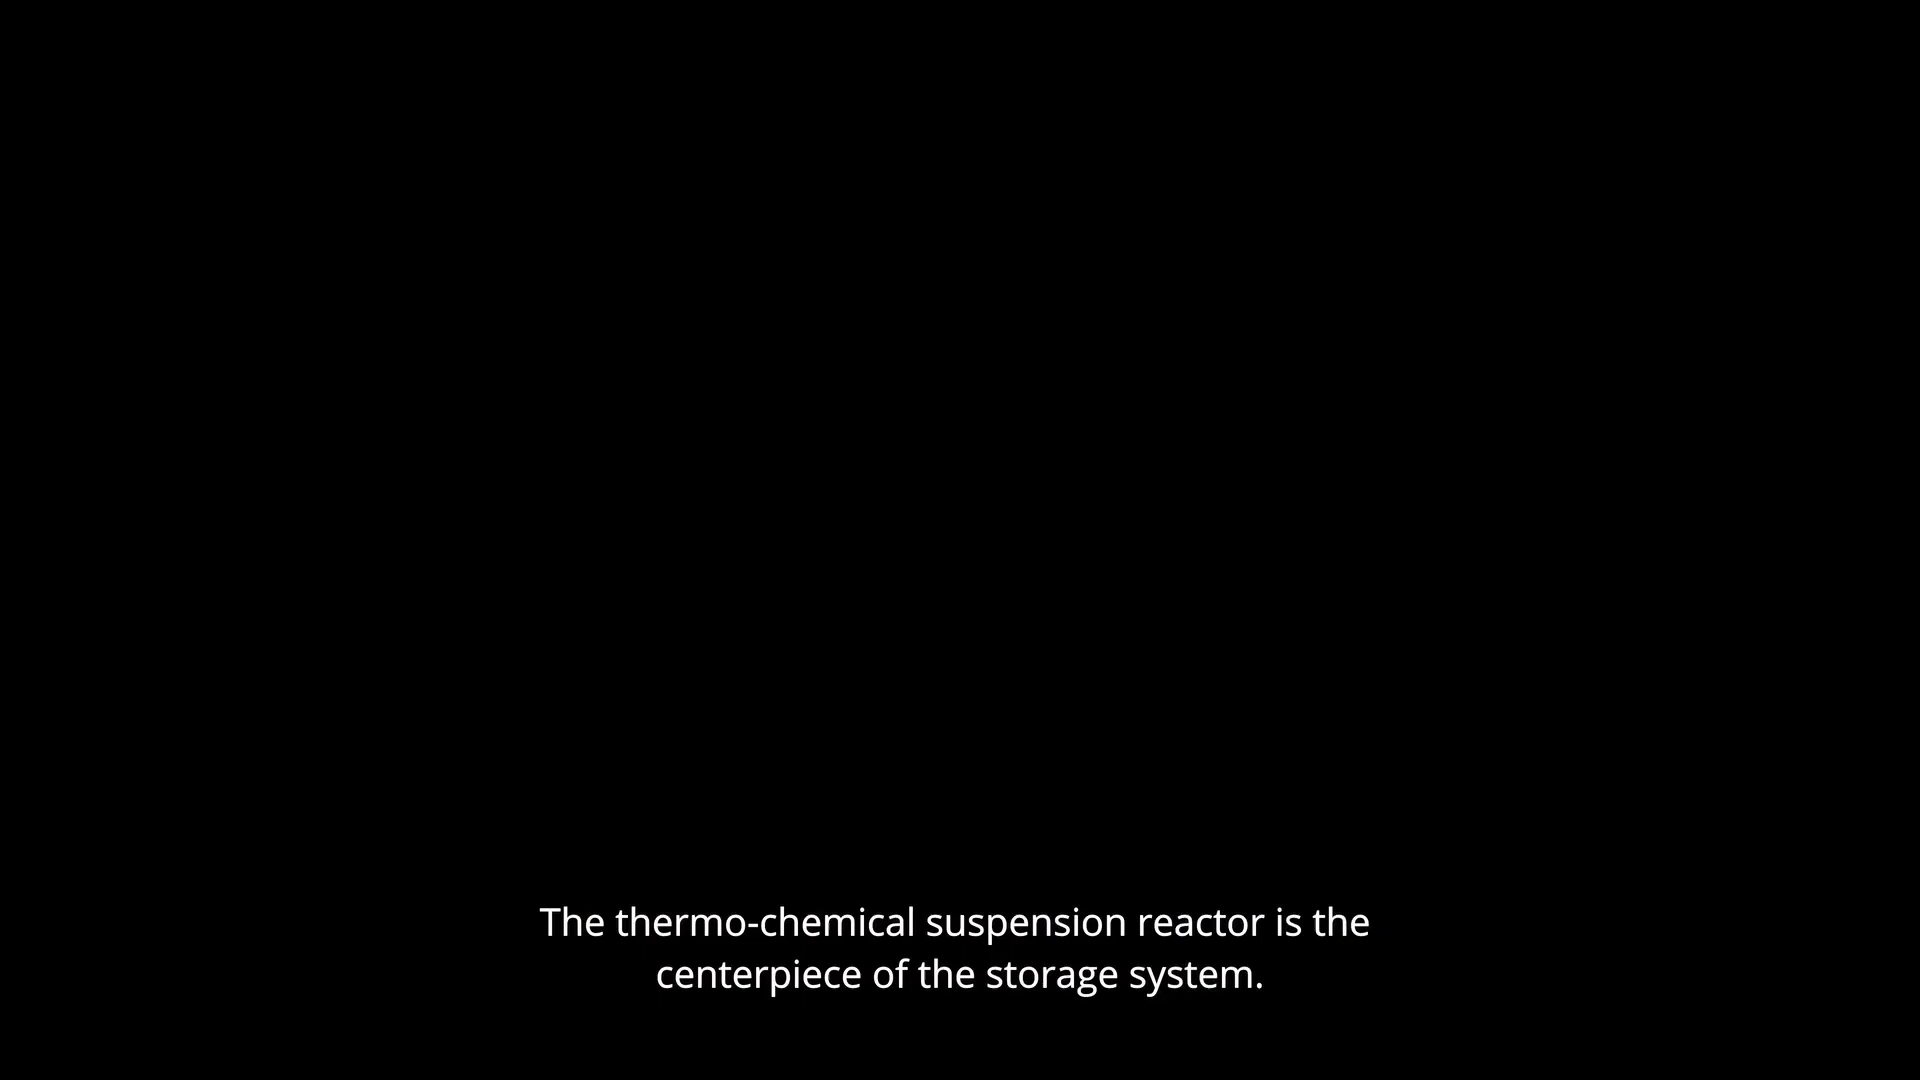 The thermo-chemical suspension reactor is the
centerpiece of the storage system.